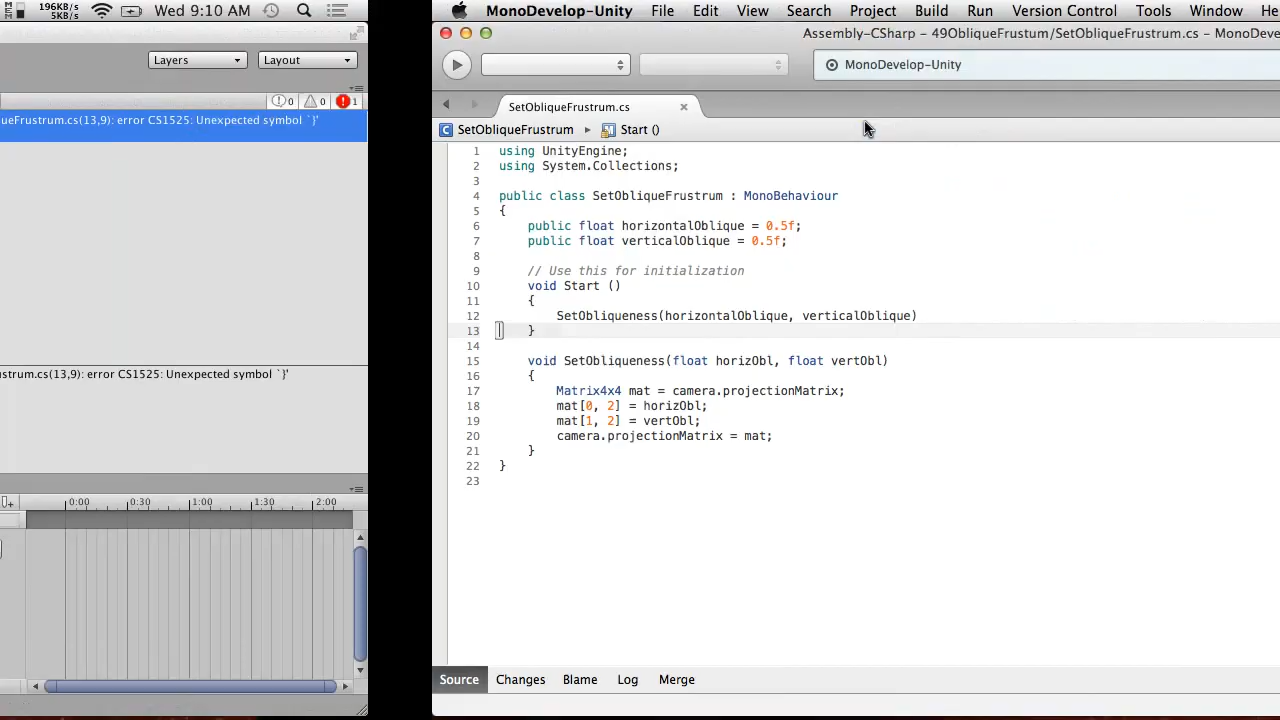 196KB/s
5KB/s
Wed 9:10 AM
Layers
Layout
0
0
1
ueFrustrum.cs(13,9): error CS1525: Unexpected symbol `}'
ustrum.cs(13,9): error CS1525: Unexpected symbol `}'
0:00
0:30
1:00
1:30
2:00
MonoDevelop-Unity File Edit View Search Project Build Run Version Control Tools Window He
Assembly-CSharp – 49ObliqueFrustum/SetObliqueFrustrum.cs – MonoDeve
MonoDevelop-Unity
SetObliqueFrustrum.cs
SetObliqueFrustrum Start ()
1 using UnityEngine;
2 using System.Collections;
3
4 public class SetObliqueFrustrum : MonoBehaviour
5 {
6 public float horizontalOblique = 0.5f;
7 public float verticalOblique = 0.5f;
8
9 // Use this for initialization
10 void Start ()
11 {
12 SetObliqueness(horizontalOblique, verticalOblique)
13 }
14
15 void SetObliqueness(float horizObl, float vertObl)
16 {
17 Matrix4x4 mat = camera.projectionMatrix;
18 mat[0, 2] = horizObl;
19 mat[1, 2] = vertObl;
20 camera.projectionMatrix = mat;
21 }
22 }
23
Source Changes Blame Log Merge